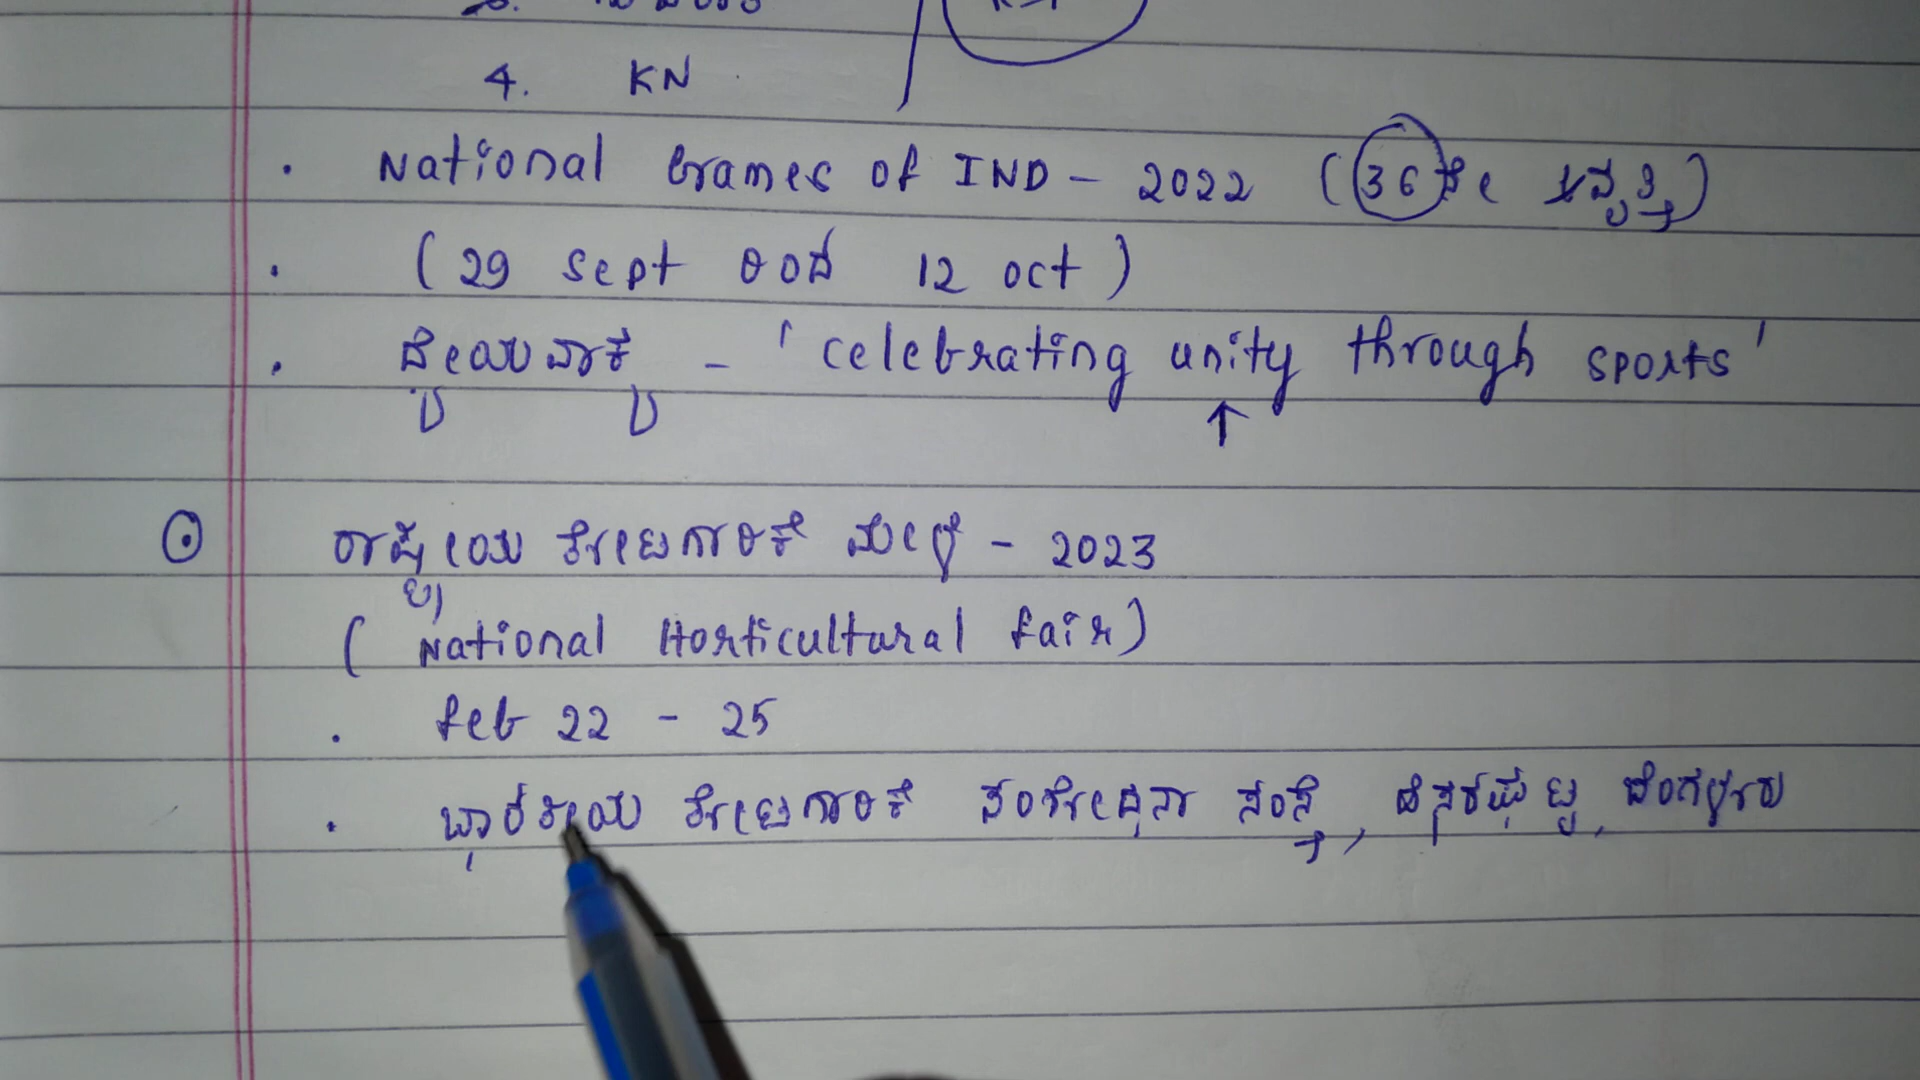 4. KN
. National Games of IND - 2022 (36ನೇ ಆವೃತ್ತಿ)
. (29 Sept ರಿಂದ 12 oct)
. ಧ್ಯೇಯವಾಕ್ಯ - 'Celebrating unity through sports'
↑
⊙ ರಾಷ್ಟ್ರೀಯ ತೋಟಗಾರಿಕೆ ಮೇಳ - 2023
(National Horticultural fair)
. feb 22 - 25
. ಭಾರತೀಯ ತೋಟಗಾರಿಕೆ ಸಂಶೋಧನಾ ಸಂಸ್ಥೆ, ಹೆಸರಘಟ್ಟ, ಬೆಂಗಳೂರು